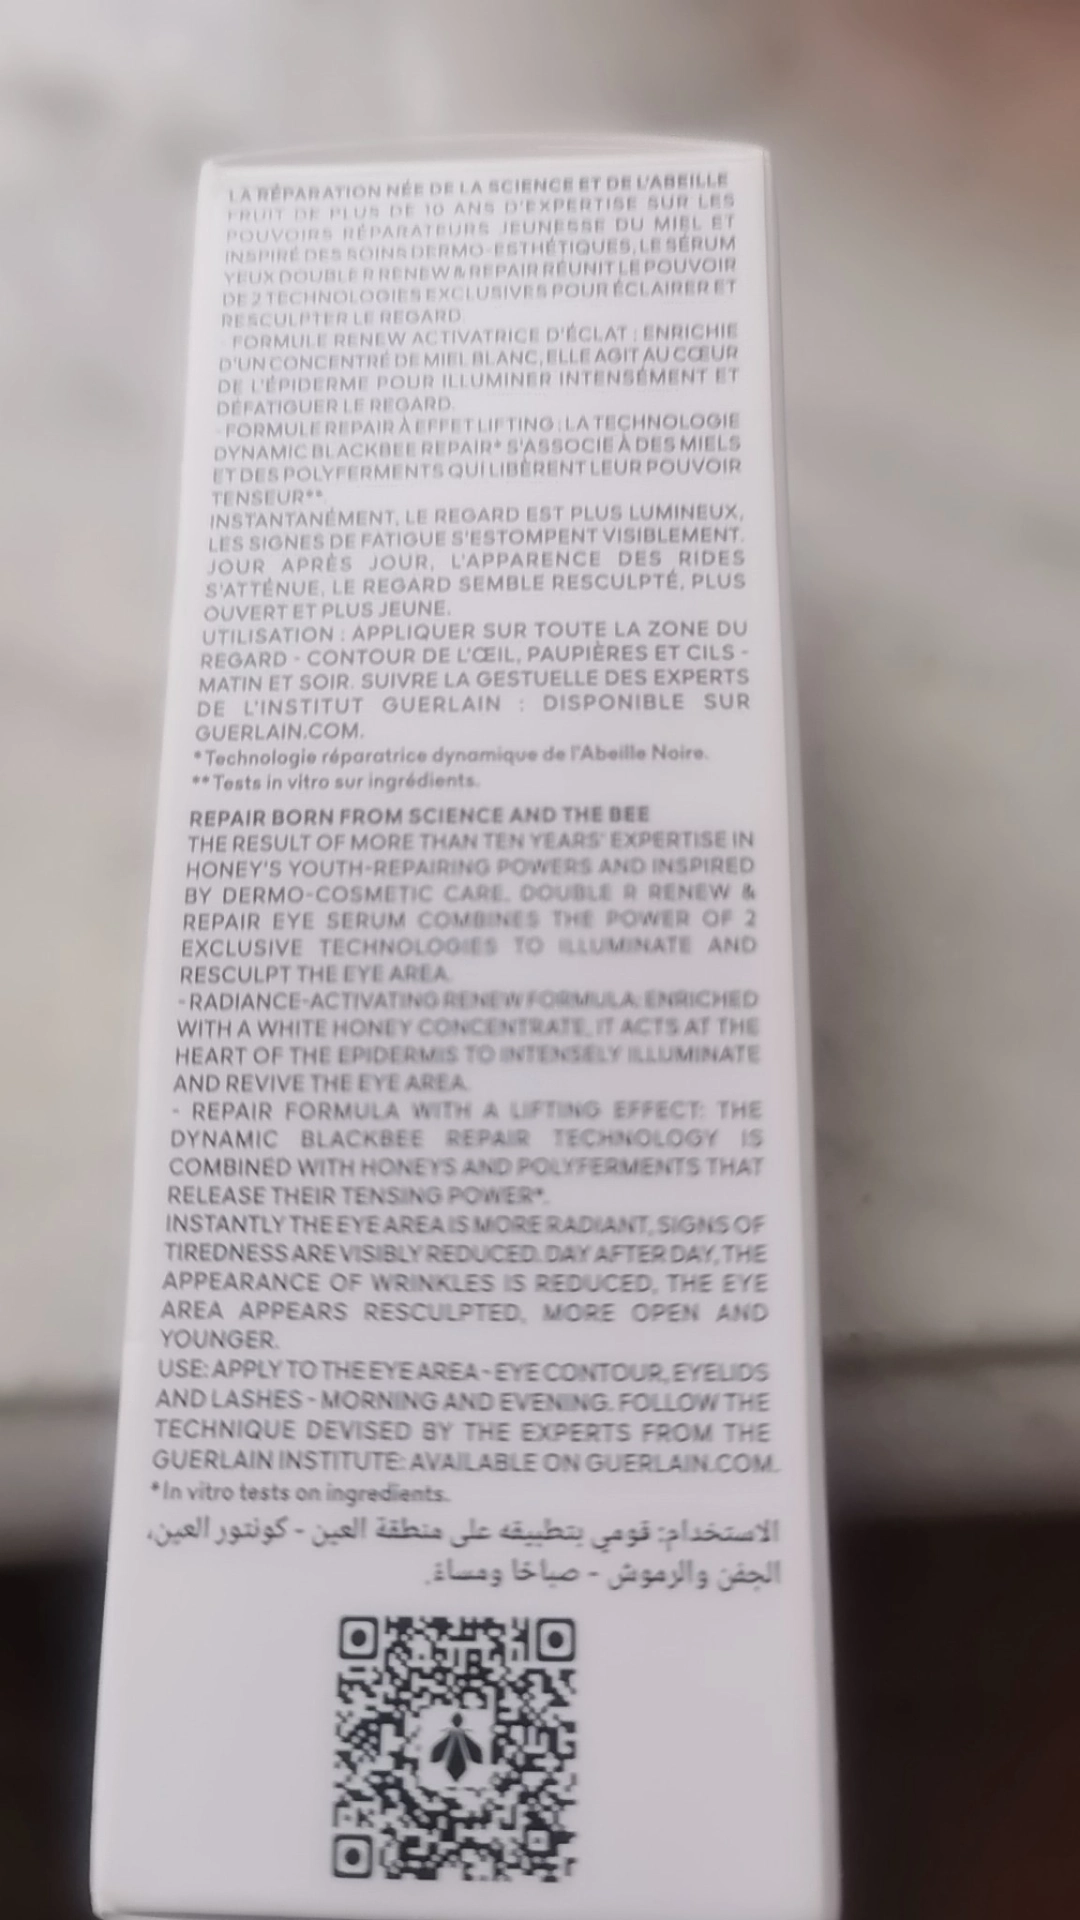 LA RÉPARATION NÉE DE LA SCIENCE ET DE L'ABEILLE
FRUIT DE PLUS DE 10 ANS D'EXPERTISE SUR LES
POUVOIRS RÉPARATEURS JEUNESSE DU MIEL ET
INSPIRÉ DES SOINS DERMO-ESTHÉTIQUES, LE SÉRUM
YEUX DOUBLE R RENEW & REPAIR RÉUNIT LE POUVOIR
DE 2 TECHNOLOGIES EXCLUSIVES POUR ÉCLAIRER ET
RESCULPTER LE REGARD.
- FORMULE RENEW ACTIVATRICE D'ÉCLAT : ENRICHIE
D'UN CONCENTRÉ DE MIEL BLANC, ELLE AGIT AU CŒUR
DE L'ÉPIDERME POUR ILLUMINER INTENSÉMENT ET
DÉFATIGUER LE REGARD.
- FORMULE REPAIR À EFFET LIFTING : LA TECHNOLOGIE
DYNAMIC BLACKBEE REPAIR* S'ASSOCIE À DES MIELS
ET DES POLYFERMENTS QUI LIBÈRENT LEUR POUVOIR
TENSEUR**.
INSTANTANÉMENT, LE REGARD EST PLUS LUMINEUX,
LES SIGNES DE FATIGUE S'ESTOMPENT VISIBLEMENT.
JOUR APRÈS JOUR, L'APPARENCE DES RIDES
S'ATTÉNUE, LE REGARD SEMBLE RESCULPTÉ, PLUS
OUVERT ET PLUS JEUNE.
UTILISATION : APPLIQUER SUR TOUTE LA ZONE DU
REGARD - CONTOUR DE L'ŒIL, PAUPIÈRES ET CILS -
MATIN ET SOIR. SUIVRE LA GESTUELLE DES EXPERTS
DE L'INSTITUT GUERLAIN : DISPONIBLE SUR
GUERLAIN.COM.
*Technologie réparatrice dynamique de l'Abeille Noire.
**Tests in vitro sur ingrédients.
REPAIR BORN FROM SCIENCE AND THE BEE
THE RESULT OF MORE THAN TEN YEARS' EXPERTISE IN
HONEY'S YOUTH-REPAIRING POWERS AND INSPIRED
BY DERMO-COSMETIC CARE, DOUBLE R RENEW &
REPAIR EYE SERUM COMBINES THE POWER OF 2
EXCLUSIVE TECHNOLOGIES TO ILLUMINATE AND
RESCULPT THE EYE AREA.
-RADIANCE-ACTIVATING RENEW FORMULA: ENRICHED
WITH A WHITE HONEY CONCENTRATE, IT ACTS AT THE
HEART OF THE EPIDERMIS TO INTENSELY ILLUMINATE
AND REVIVE THE EYE AREA.
- REPAIR FORMULA WITH A LIFTING EFFECT: THE
DYNAMIC BLACKBEE REPAIR TECHNOLOGY IS
COMBINED WITH HONEYS AND POLYFERMENTS THAT
RELEASE THEIR TENSING POWER*.
INSTANTLY THE EYE AREA IS MORE RADIANT, SIGNS OF
TIREDNESS ARE VISIBLY REDUCED. DAY AFTER DAY, THE
APPEARANCE OF WRINKLES IS REDUCED, THE EYE
AREA APPEARS RESCULPTED, MORE OPEN AND
YOUNGER.
USE: APPLY TO THE EYE AREA - EYE CONTOUR, EYELIDS
AND LASHES - MORNING AND EVENING. FOLLOW THE
TECHNIQUE DEVISED BY THE EXPERTS FROM THE
GUERLAIN INSTITUTE: AVAILABLE ON GUERLAIN.COM.
*In vitro tests on ingredients.
الاستخدام: قومي بتطبيقه على منطقة العين - كونتور العين،
الجفن والرموش - صباحًا ومساءً.